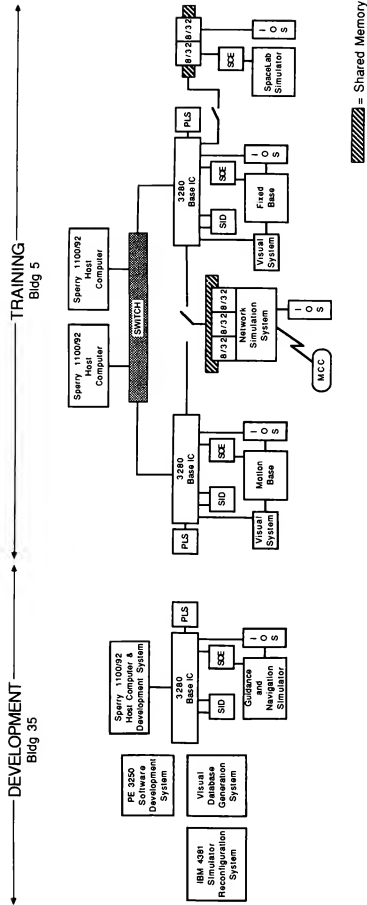 DEVELOPMENT
Bldg 35
TRAINING
Bldg 5
IBM 4381
Simulator
Reconfiguration
System
PE 3250
Software
Development
System
Visual
Database
Generation
System
Sperry 1100/92
Host Computer &
Development System
3280
Base IC
PLS
SID
SCE
I O S
Guidance
and
Navigation
Simulator
Sperry 1100/92
Host
Computer
Sperry 1100/92
Host
Computer
SWITCH
PLS
3280
Base IC
SID
SCE
I O S
Visual
System
Motion
Base
8/32 8/32 8/32
Network
Simulation
System
I O S
MCC
3280
Base IC
PLS
SID
SCE
I O S
Visual
System
Fixed
Base
8/32 8/32
SCE
I O S
SpaceLab
Simulator
= Shared Memory